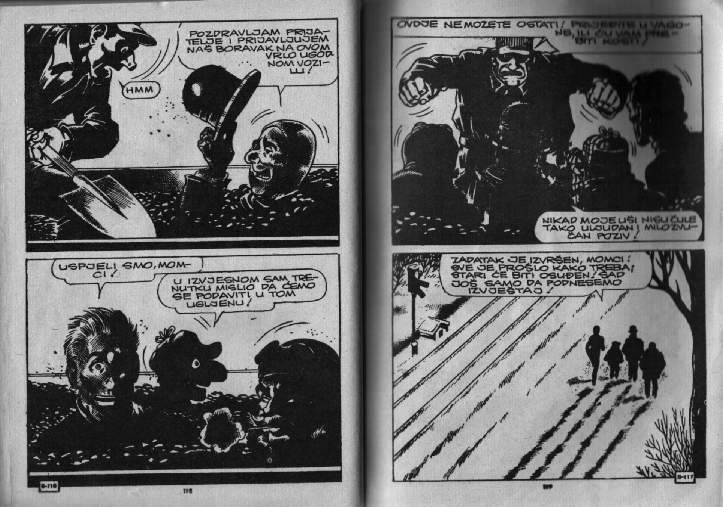 HMM
POZDRAVLJAM PRIJA-
TELJE I PRIJAVLJUJEM
NAŠ BORAVAK NA OVOM
VRLO UGOD-
NOM VOZI-
LU!
USPJELI SMO, MOM-
CI!
U IZVJESNOM SAM TRE-
NUTKU MISLIO DA ĆEMO
SE PODAVITI U TOM
UGLJENU!
B-116
OVDJE NE MOŽETE OSTATI! PRIJEĐITE U VAGO-
NE, ILI ĆU VAM PRE-
BITI KOSTI!
NIKAD MOJE UŠI NISU ČULE
TAKO ULJUDAN I MILOZVU-
ČAN POZIV!
ZADATAK JE IZVRŠEN, MOMCI!
SVE JE PROŠLO KAKO TREBA;
STARI ĆE BITI OSUĐEN! SAD
JOŠ SAMO DA PODNESEMO
IZVJEŠTAJ!
B-117